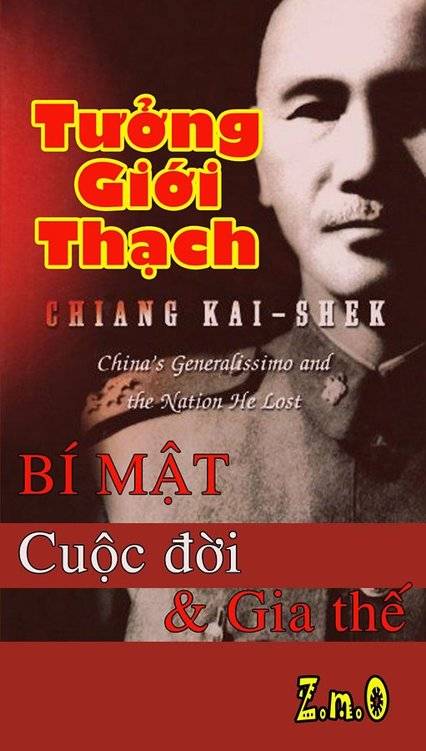 Tưởng
Giới
Thạch
CHIANG KAI-SHEK
China's Generalissimo and
the Nation He Lost
BÍ MẬT
Cuộc đời
& Gia thế
Z.m.O